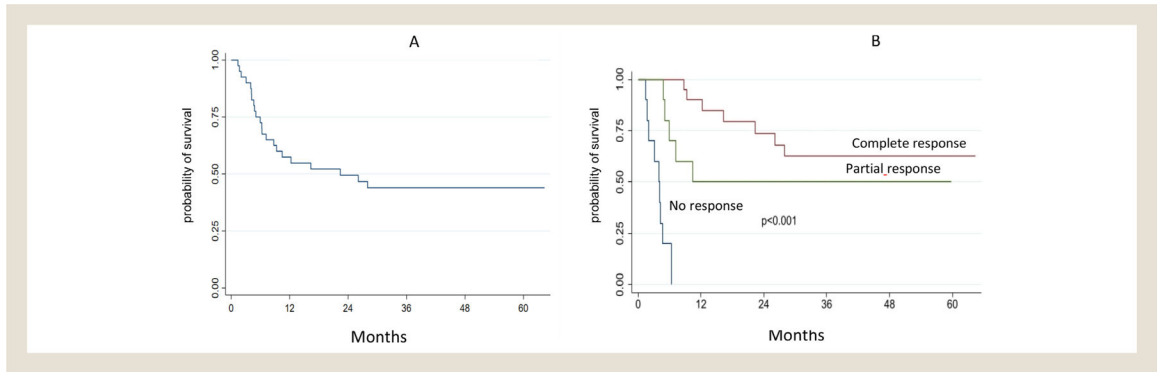 A
probability of survival
1.00
0.75
0.50
0.25
0.00
0
12
24
36
48
60
Months
B
probability of survival
1.00
0.75
0.50
0.25
0.00
Complete response
Partial_response
No response
p<0.001
0
12
24
36
48
60
Months